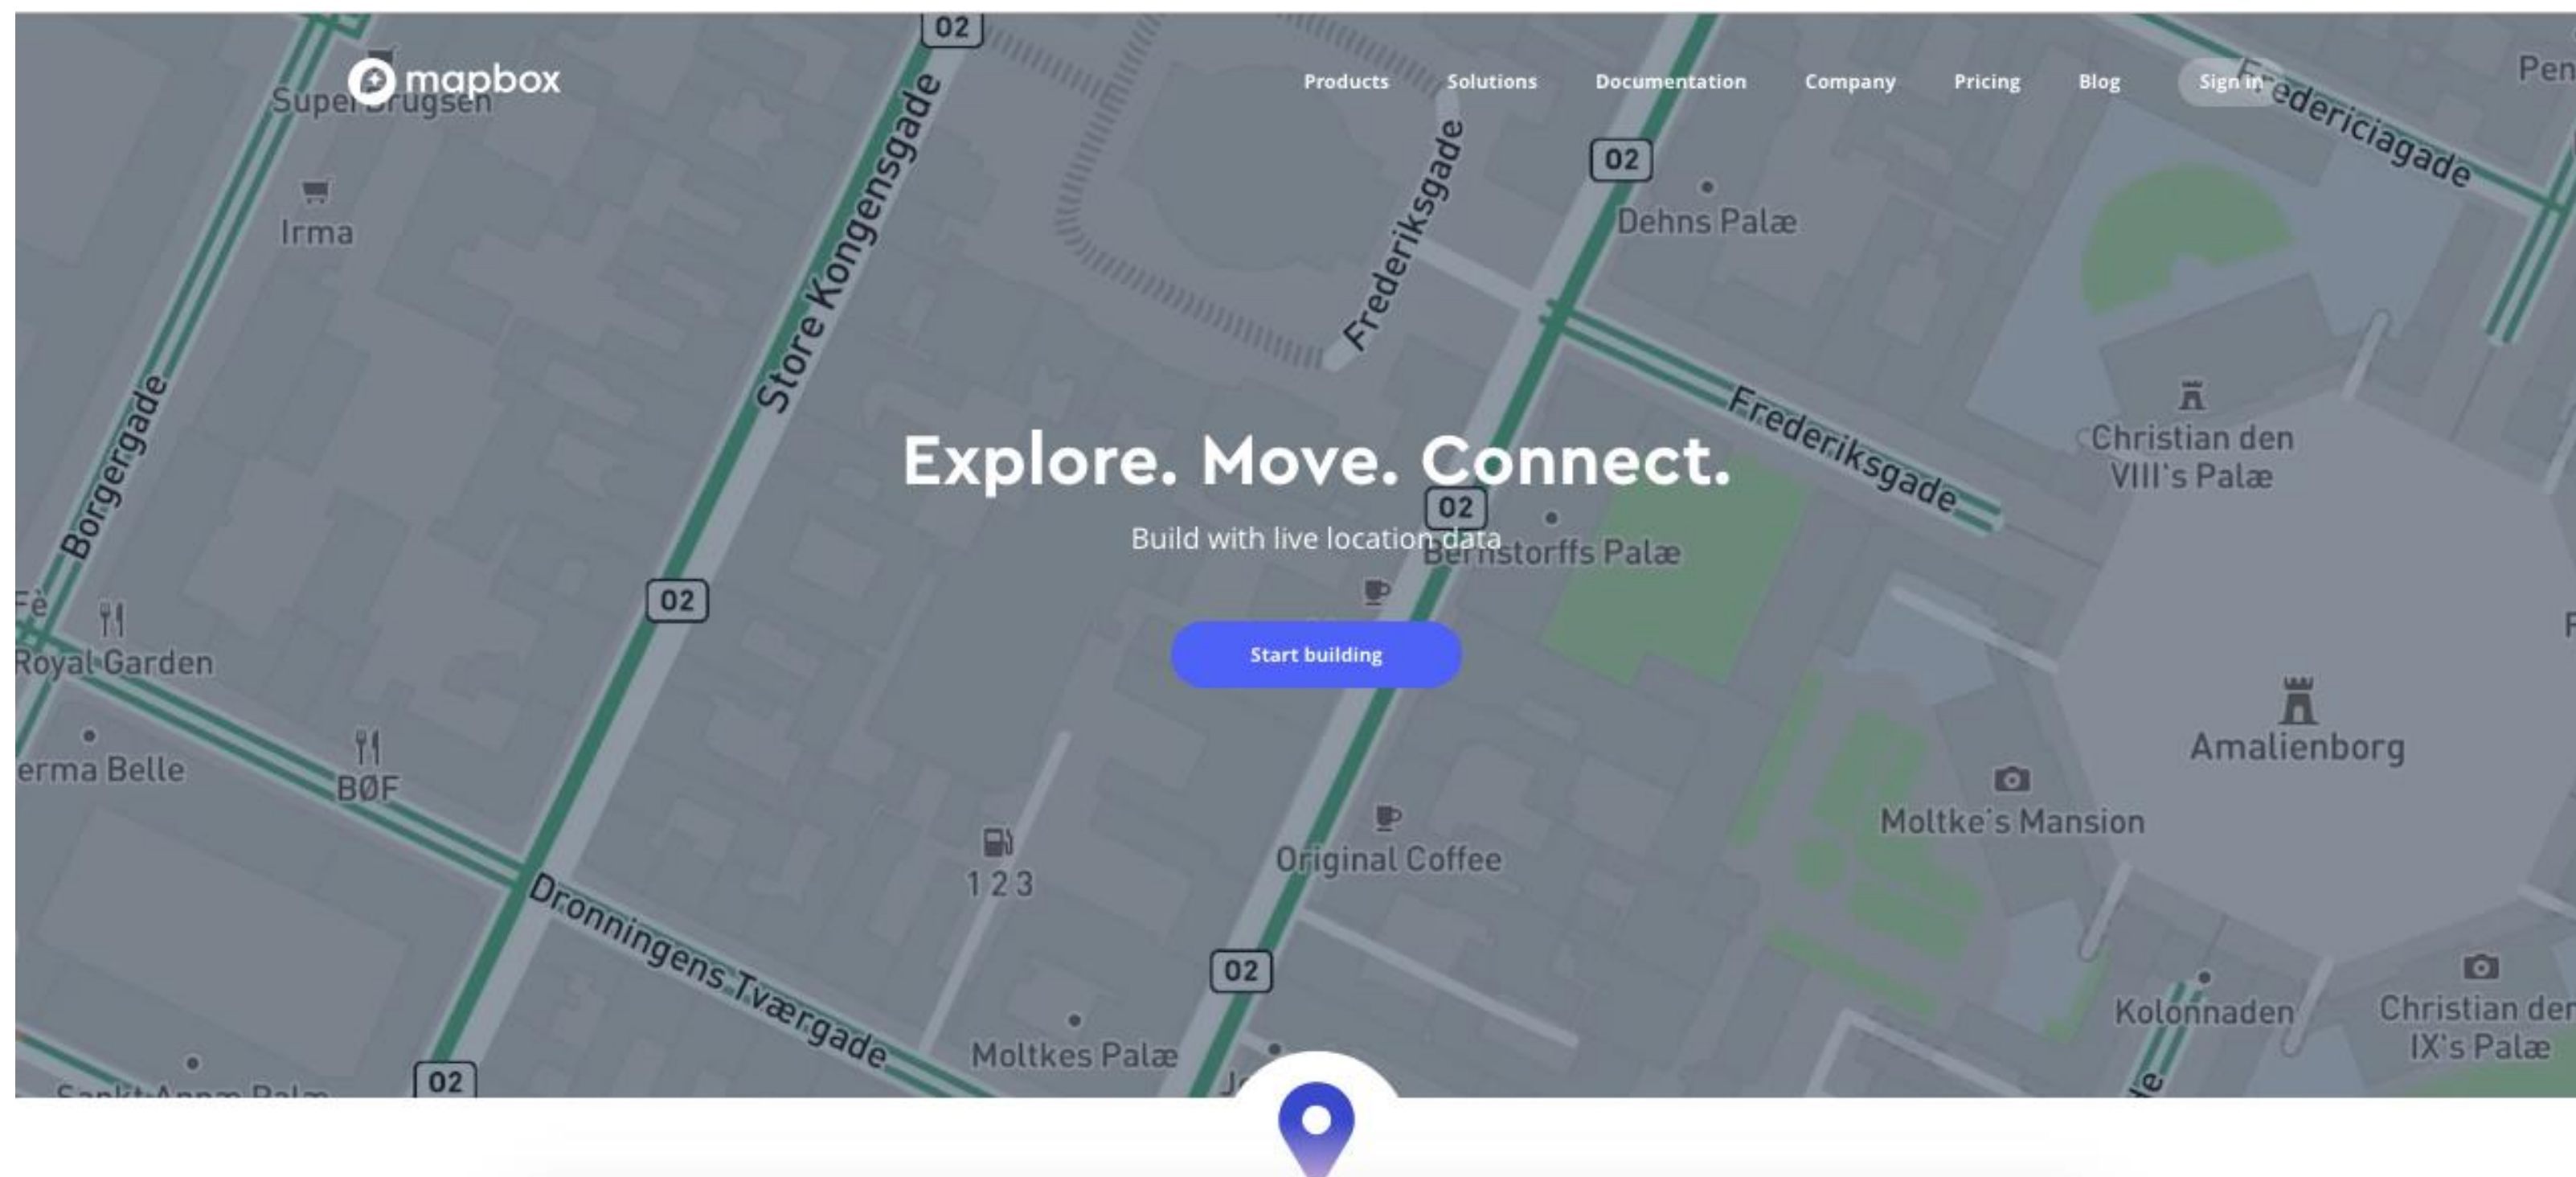 02
mapbox
Products Solutions Documentation Company Pricing Blog Sign in
Fredericiagade
Store Kongensgade
Irma
Frederiksgade
02
Dehns Palæ
Borgergade
Frederiksgade
Christian den
VIII's Palæ
Explore. Move. Connect.
02
Build with live location data
Bernstorffs Palæ
02
Royal Garden
Start building
BØF
erma Belle
Amalienborg
Moltke's Mansion
Original Coffee
1 2 3
Dronningens Tværgade
02
Kolonnaden
Christian den
IX's Palæ
Moltkes Palæ
02